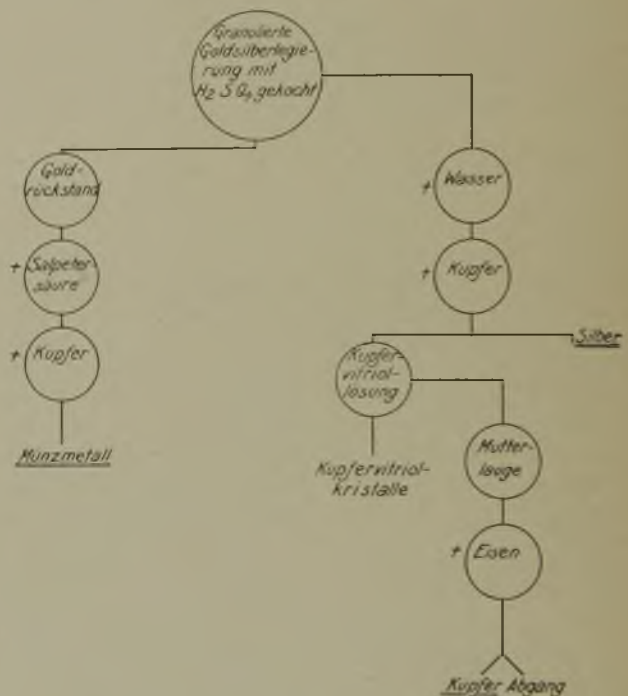 Granulierte
Goldsilberlegie-
rung mit
H2 SO4 gekocht
Gold-
rückstand
+ Salpeter
säure
+ Kupfer
Münzmetall
+ Wasser
+ Kupfer
Silber
Kupfer-
vitriol-
lösung
Kupfervitriol-
kristalle
Mutter-
lauge
+ Eisen
Kupfer Abgang